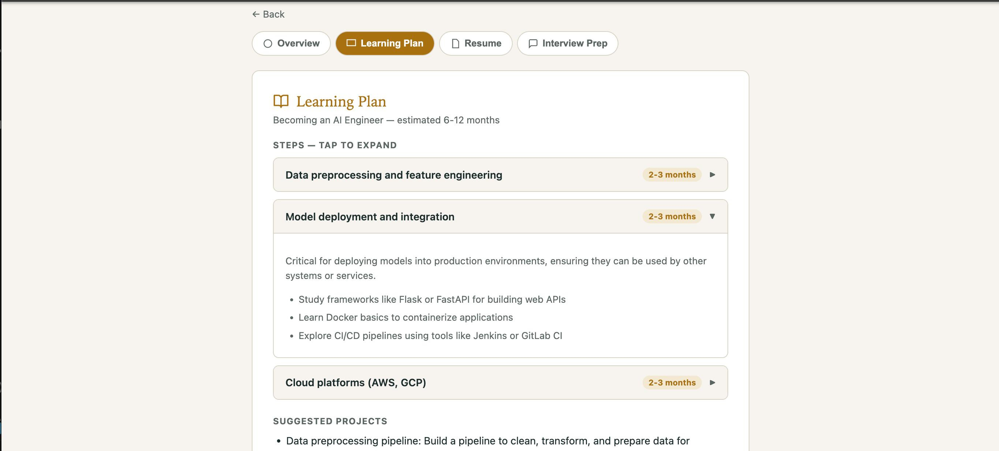 ← Back
Overview
Learning Plan
Resume
Interview Prep
Learning Plan
Becoming an AI Engineer — estimated 6-12 months
STEPS — TAP TO EXPAND
Data preprocessing and feature engineering
2-3 months
Model deployment and integration
2-3 months
Critical for deploying models into production environments, ensuring they can be used by other
systems or services.
• Study frameworks like Flask or FastAPI for building web APIs
• Learn Docker basics to containerize applications
• Explore CI/CD pipelines using tools like Jenkins or GitLab CI
Cloud platforms (AWS, GCP)
2-3 months
SUGGESTED PROJECTS
• Data preprocessing pipeline: Build a pipeline to clean, transform, and prepare data for